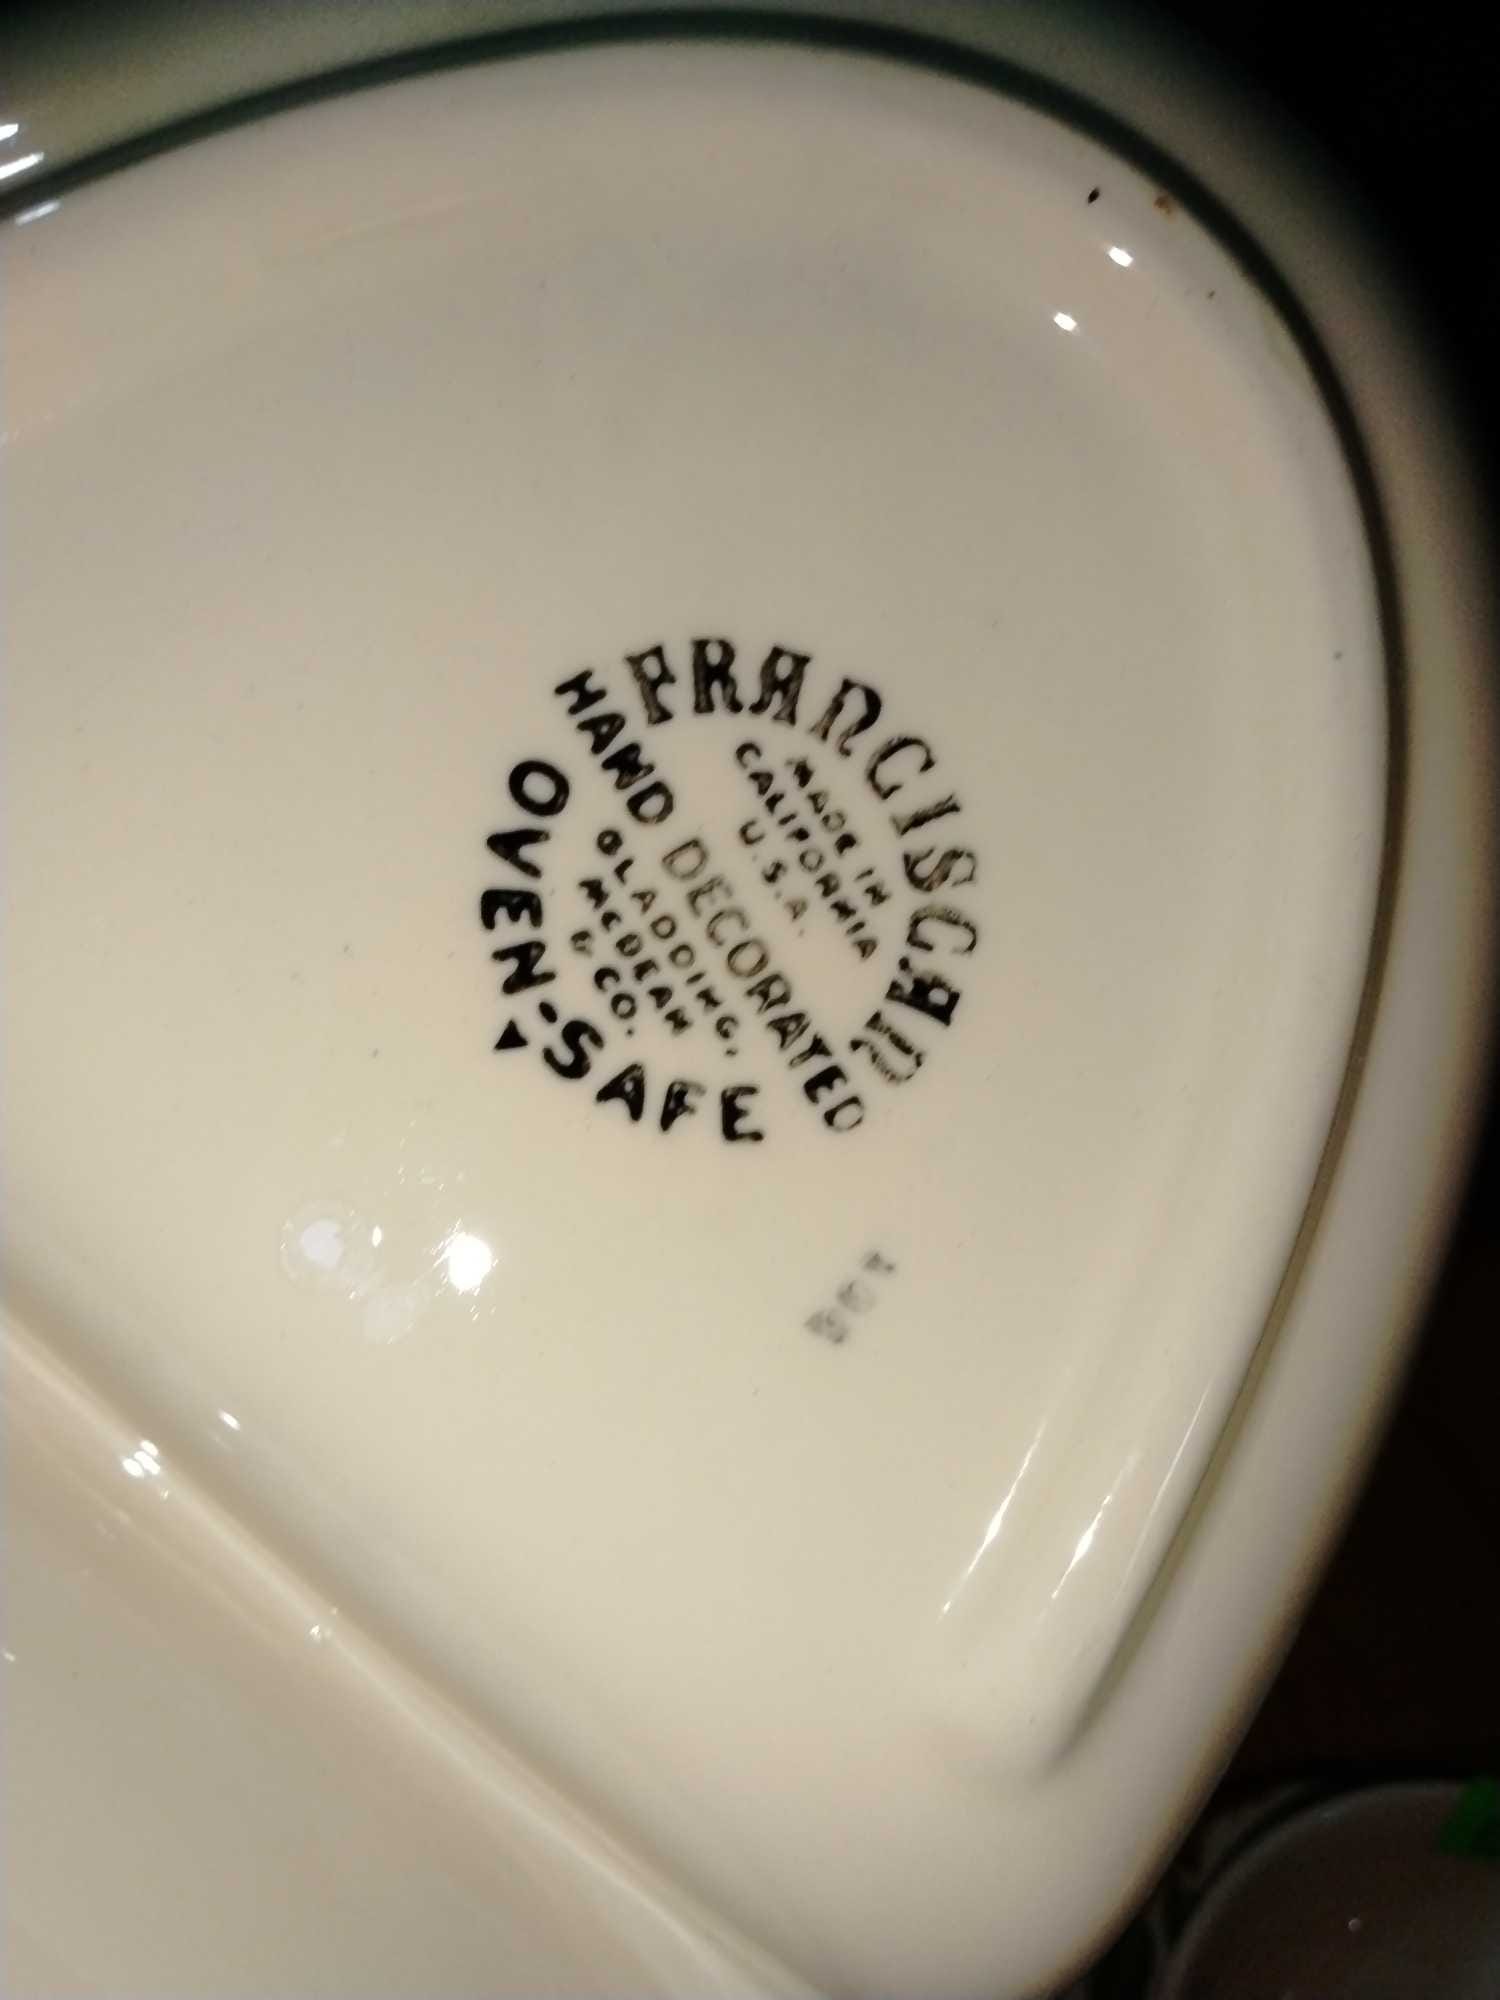 FRANCISCAN
MADE IN
CALIFORNIA
U.S.A.
HAND DECORATED
GLADDING,
McBEAN
& CO.
OVEN-SAFE